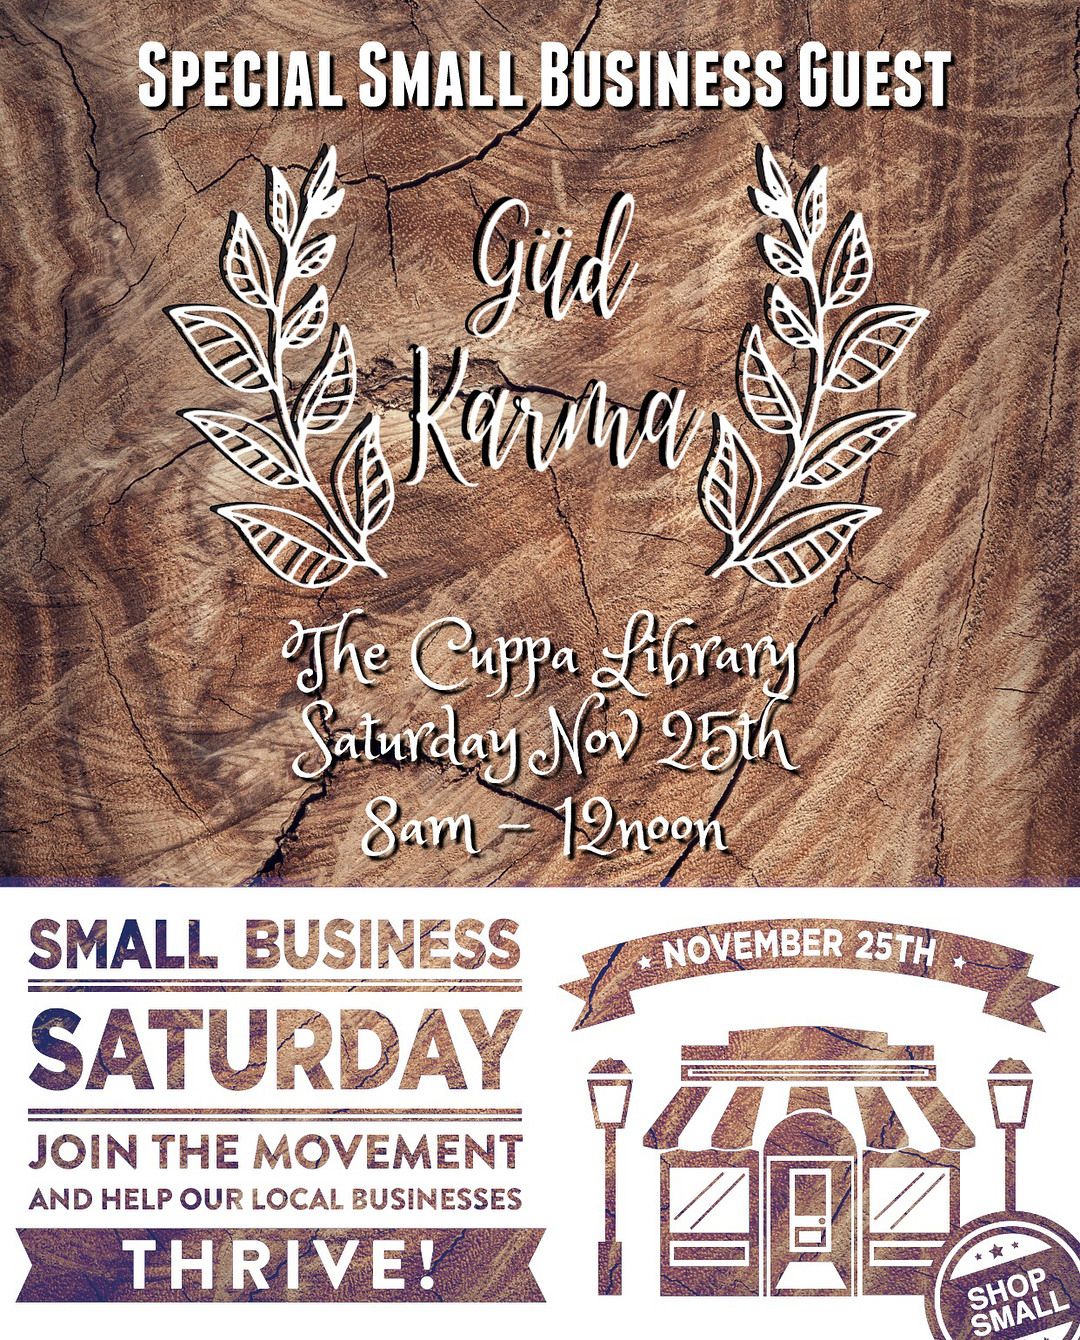 Special Small Business Guest
Güd
Karma
The Cuppa Library
Saturday Nov 25th
8am - 12noon
SMALL BUSINESS
SATURDAY
JOIN THE MOVEMENT
AND HELP OUR LOCAL BUSINESSES
THRIVE!
NOVEMBER 25TH
SHOP
SMALL